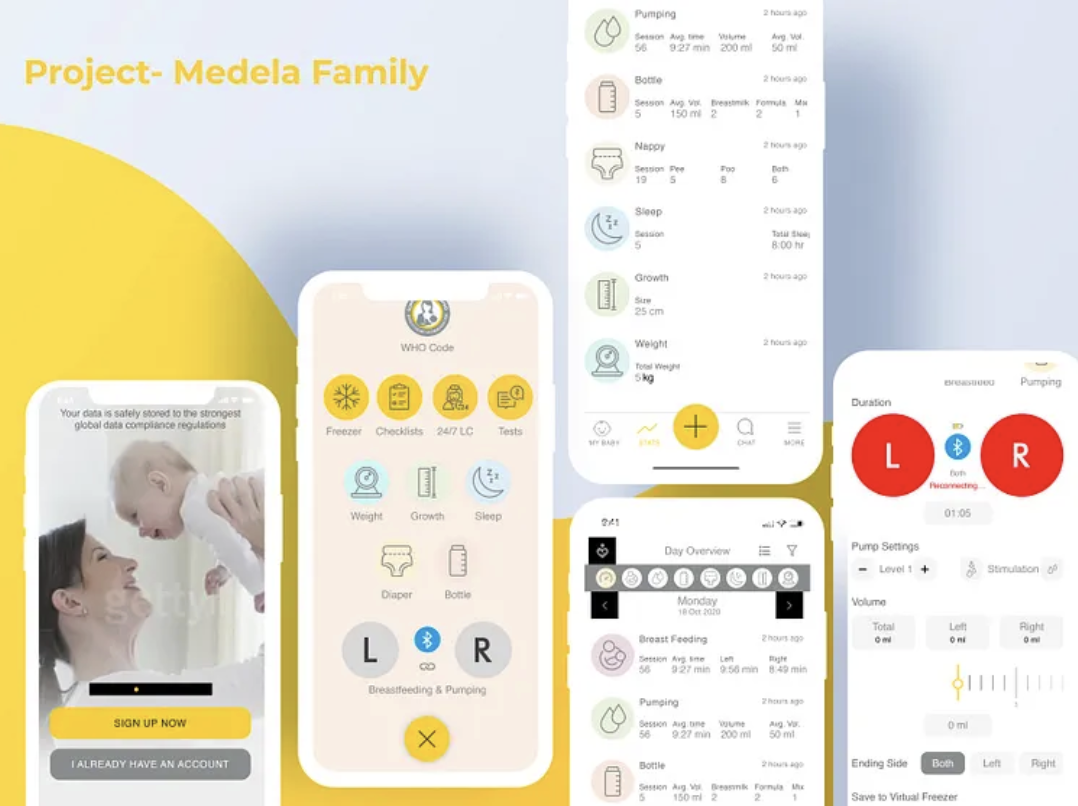 Project- Medela Family
Your data is safely stored to the strongest
global data compliance regulations
SIGN UP NOW
I ALREADY HAVE AN ACCOUNT
WHO Code
Freezer Checklists 24/7 LC Tests
Weight Growth Sleep
Diaper Bottle
L R
Breastfeeding & Pumping
Pumping 2 hours ago
Session Avg. time Volume Avg. Vol.
56 9:27 min 200 ml 50 ml
Bottle 2 hours ago
Session Avg. Vol. Breastmilk Formula Mix
5 150 ml 2 2 1
Nappy 2 hours ago
Session Pee Poo Both
19 5 8 6
Sleep 2 hours ago
Session Total Sleep
5 8:00 hr
Growth 2 hours ago
Size
25 cm
Weight 2 hours ago
Total Weight
5 kg
MY BABY STATS CHAT MORE
9:41
Day Overview
Monday
18 Oct 2020
Breast Feeding 2 hours ago
Session Avg. time Left Right
56 9:27 min 9:56 min 8:49 min
Pumping 2 hours ago
Session Avg. time Volume Avg. Vol.
56 9:27 min 200 ml 50 ml
Bottle 2 hours ago
Session Avg. Vol. Breastmilk Formula Mix
5 150 ml 2 2 1
Breastfeed Pumping
Duration
L R
Both
Reconnecting...
01:05
Pump Settings
− Level 1 + Stimulation
Volume
Total Left Right
0 ml 0 ml 0 ml
0 ml
Ending Side Both Left Right
Save to Virtual Freezer